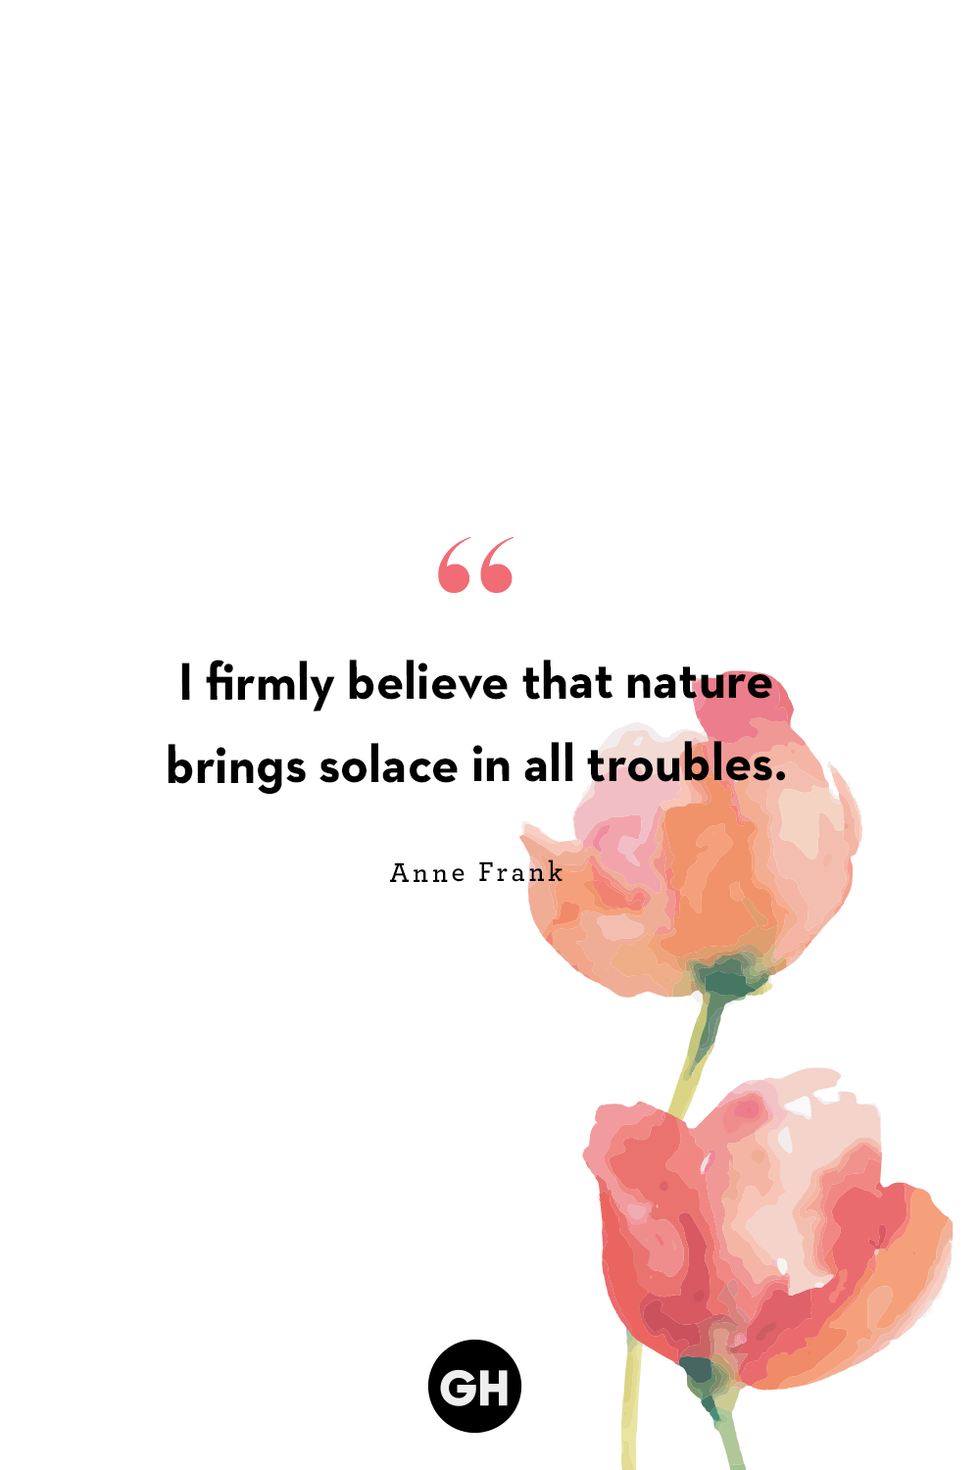 “
I firmly believe that nature
brings solace in all troubles.
Anne Frank
GH